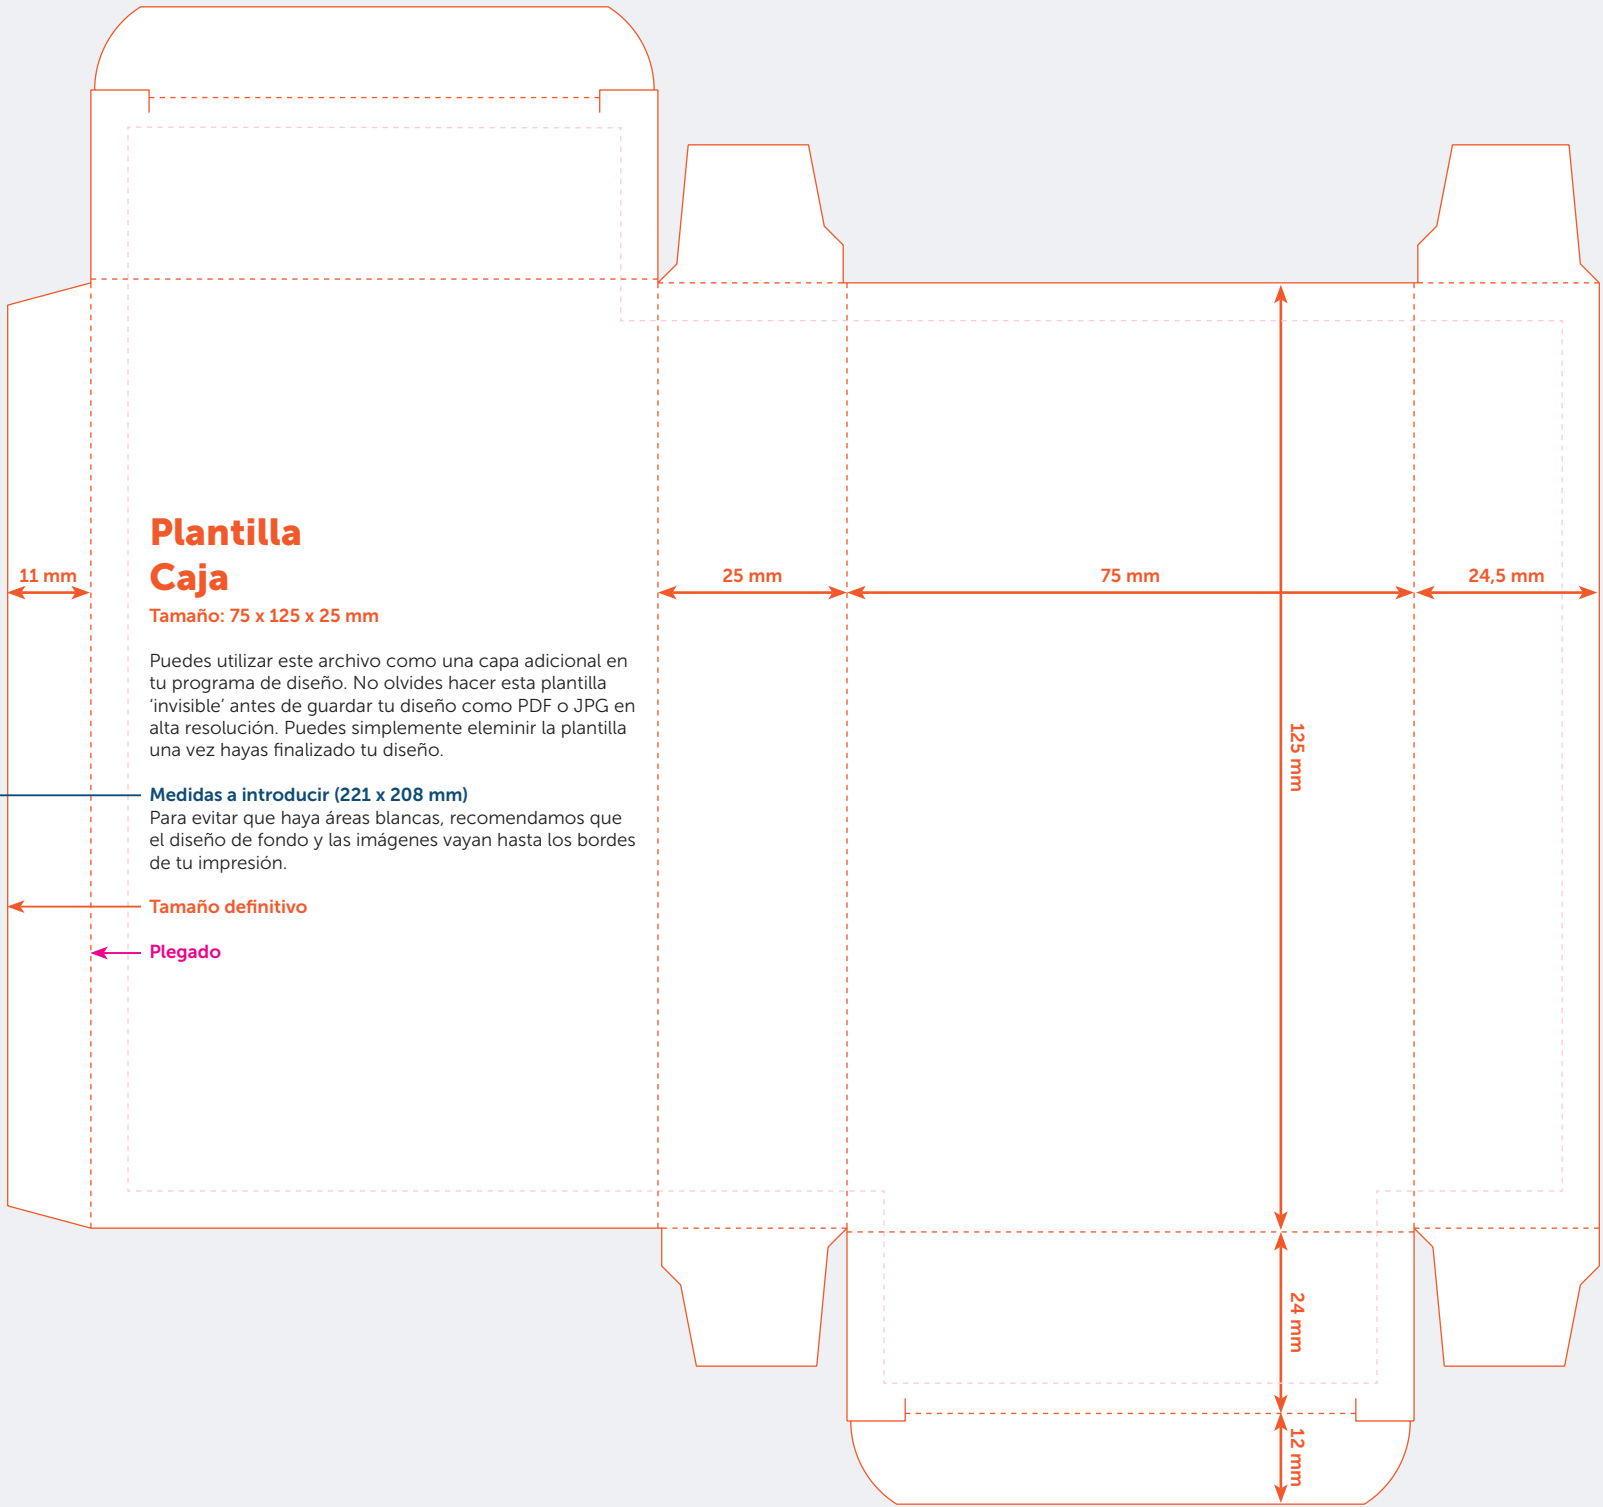 Plantilla
Caja
Tamaño: 75 x 125 x 25 mm
Puedes utilizar este archivo como una capa adicional en
tu programa de diseño. No olvides hacer esta plantilla
‘invisible’ antes de guardar tu diseño como PDF o JPG en
alta resolución. Puedes simplemente eleminir la plantilla
una vez hayas finalizado tu diseño.
Medidas a introducir (221 x 208 mm)
Para evitar que haya áreas blancas, recomendamos que
el diseño de fondo y las imágenes vayan hasta los bordes
de tu impresión.
Tamaño definitivo
Plegado
11 mm
25 mm
75 mm
24,5 mm
125 mm
24 mm
12 mm